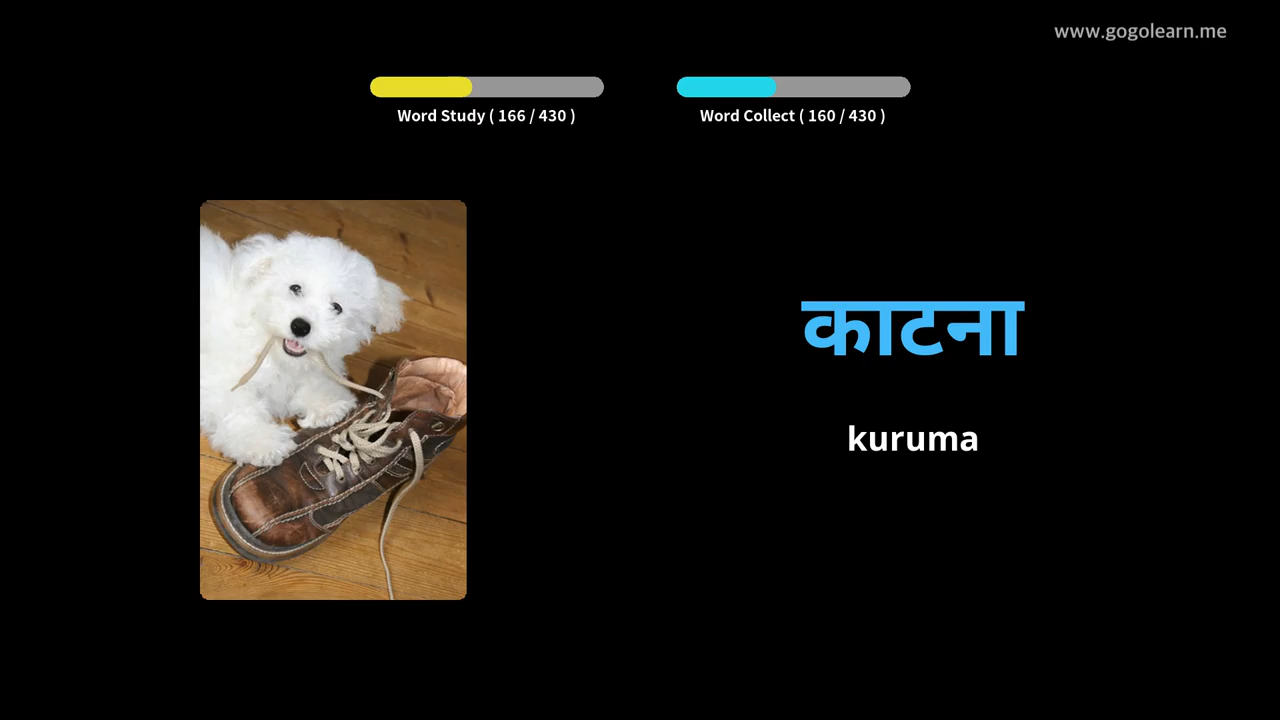 www.gogolearn.me
Word Study ( 166 / 430 )
Word Collect ( 160 / 430 )
काटना
kuruma